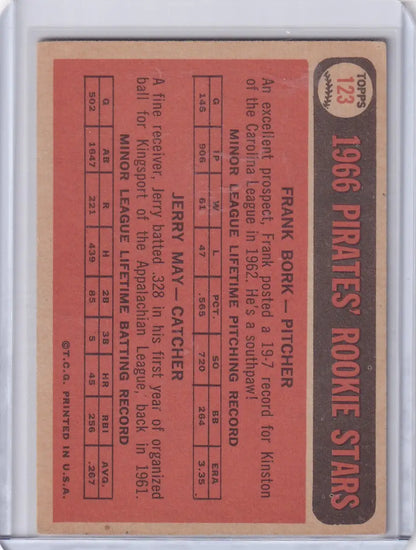 TOPPS
123
1966 PIRATES' ROOKIE STARS
FRANK BORK—PITCHER
An excellent prospect, Frank posted a 19-7 record for Kinston
of the Carolina League in 1962. He's a southpaw!
MINOR LEAGUE LIFETIME PITCHING RECORD
G IP W L PCT. SO BB ERA
145 906 61 47 .565 720 264 3.35
JERRY MAY—CATCHER
A fine receiver, Jerry batted .328 in his first year of organized
ball for Kingsport of the Appalachian League, back in 1961.
MINOR LEAGUE LIFETIME BATTING RECORD
G AB R H 2B 3B HR RBI AVG.
502 1647 221 439 85 5 45 256 .267
©T.C.G. PRINTED IN U.S.A.